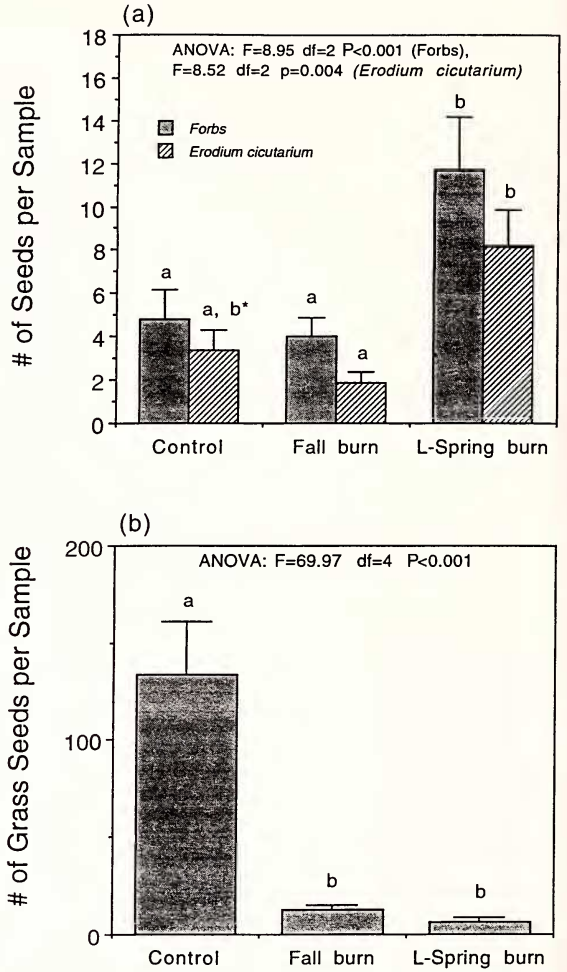 (a)
# of Seeds per Sample
18
16
14
12
10
8
6
4
2
0
ANOVA: F=8.95 df=2 P<0.001 (Forbs),
F=8.52 df=2 p=0.004 (Erodium cicutarium)
Forbs
Erodium cicutarium
a
a, b*
a
a
b
b
Control
Fall burn
L-Spring burn
(b)
# of Grass Seeds per Sample
200
100
0
ANOVA: F=69.97 df=4 P<0.001
a
b
b
Control
Fall burn
L-Spring burn